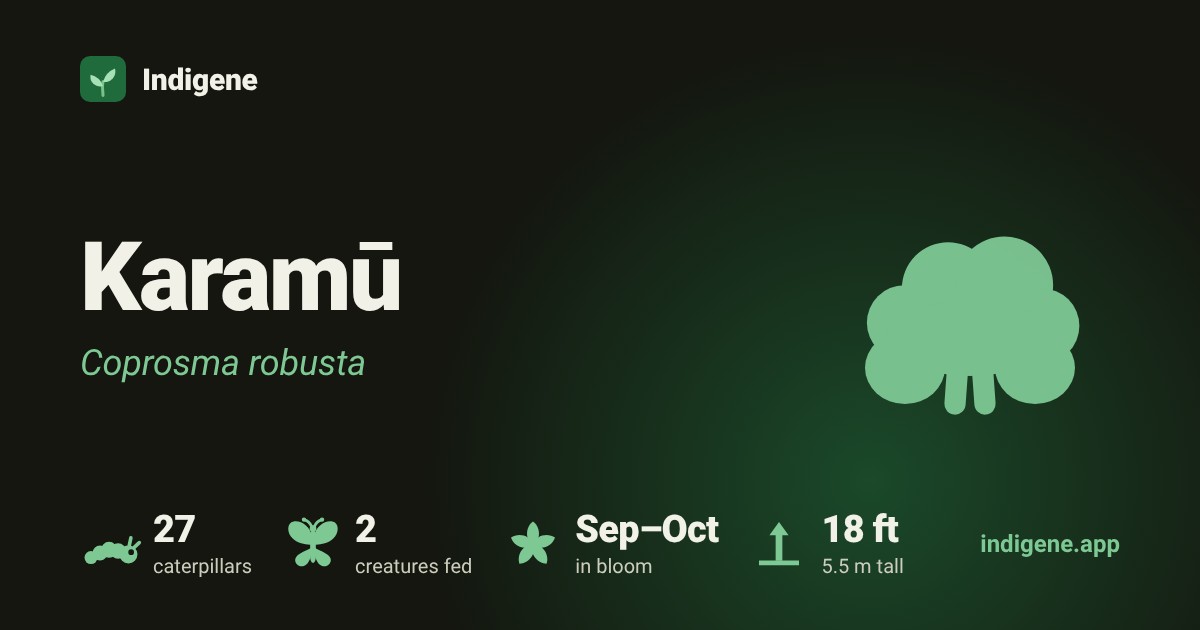 Indigene
Karamū
Coprosma robusta
27
caterpillars
2
creatures fed
Sep–Oct
in bloom
18 ft
5.5 m tall
indigene.app